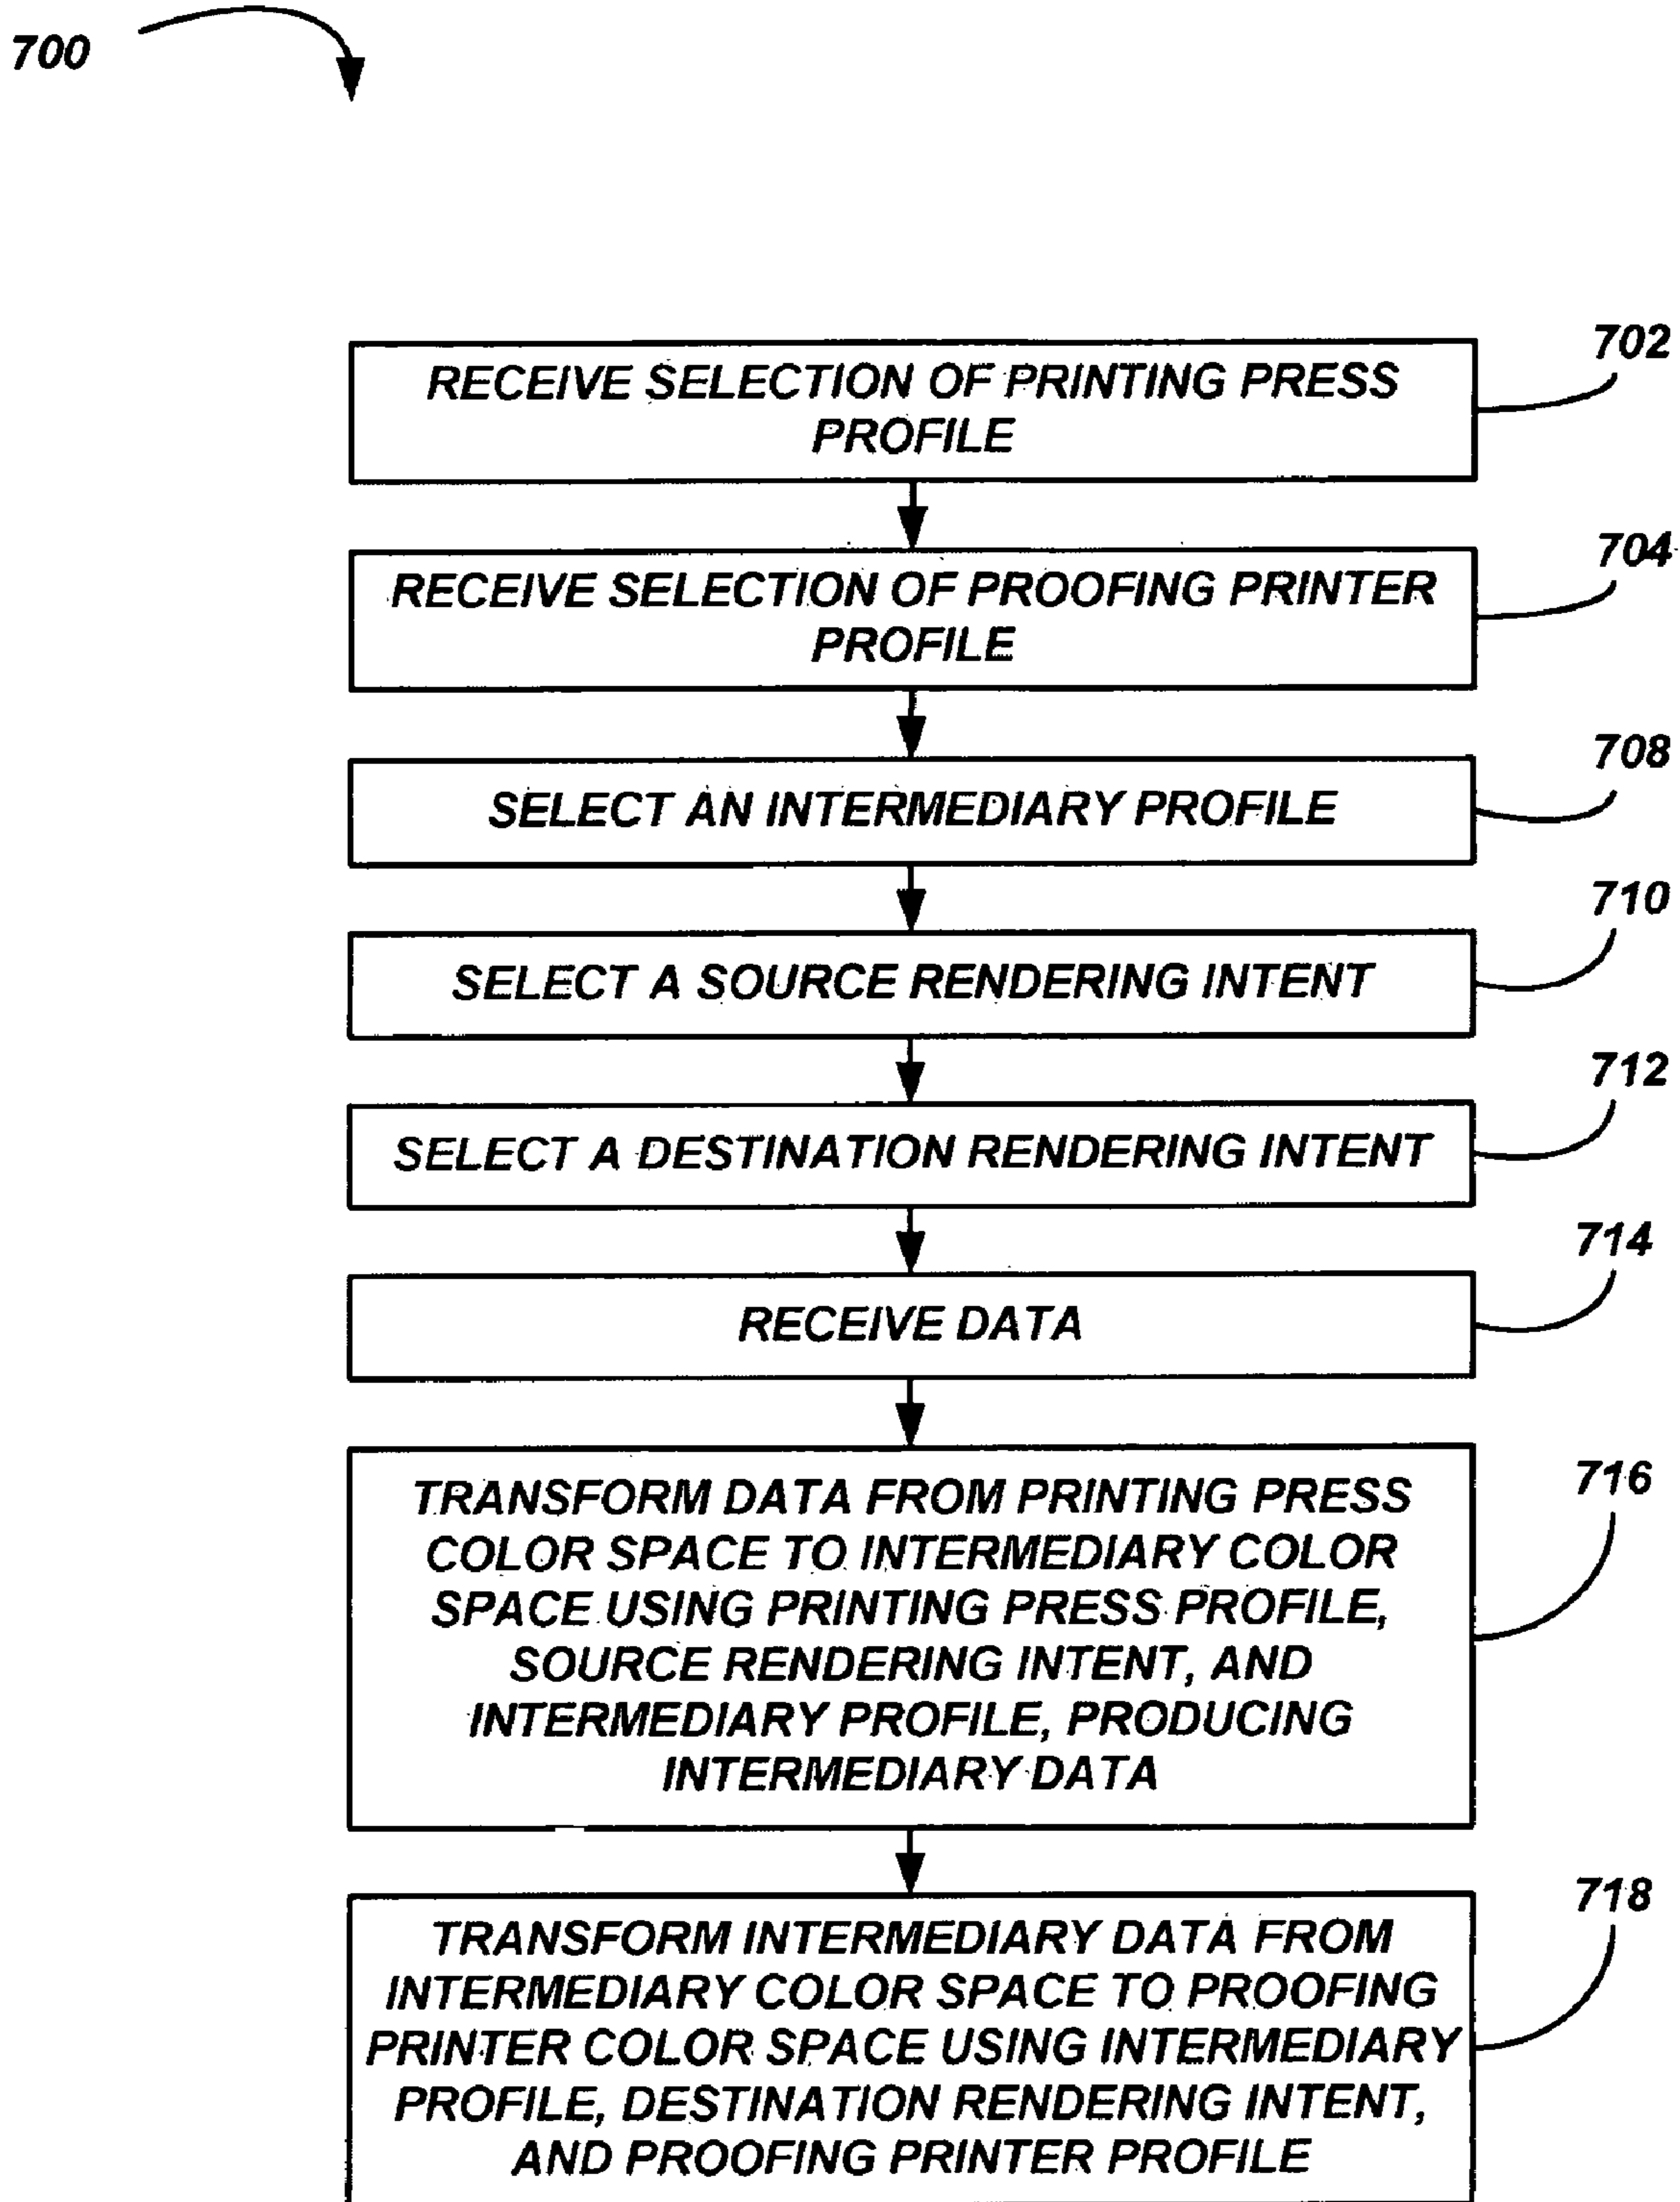 700
702
RECEIVE SELECTION OF PRINTING PRESS
PROFILE
704
RECEIVE SELECTION OF PROOFING PRINTER
PROFILE
708
SELECT AN INTERMEDIARY PROFILE
710
SELECT A SOURCE RENDERING INTENT
712
SELECT A DESTINATION RENDERING INTENT
714
RECEIVE DATA
716
TRANSFORM DATA FROM PRINTING PRESS
COLOR SPACE TO INTERMEDIARY COLOR
SPACE USING PRINTING PRESS PROFILE,
SOURCE RENDERING INTENT, AND
INTERMEDIARY PROFILE, PRODUCING
INTERMEDIARY DATA
718
TRANSFORM INTERMEDIARY DATA FROM
INTERMEDIARY COLOR SPACE TO PROOFING
PRINTER COLOR SPACE USING INTERMEDIARY
PROFILE, DESTINATION RENDERING INTENT,
AND PROOFING PRINTER PROFILE